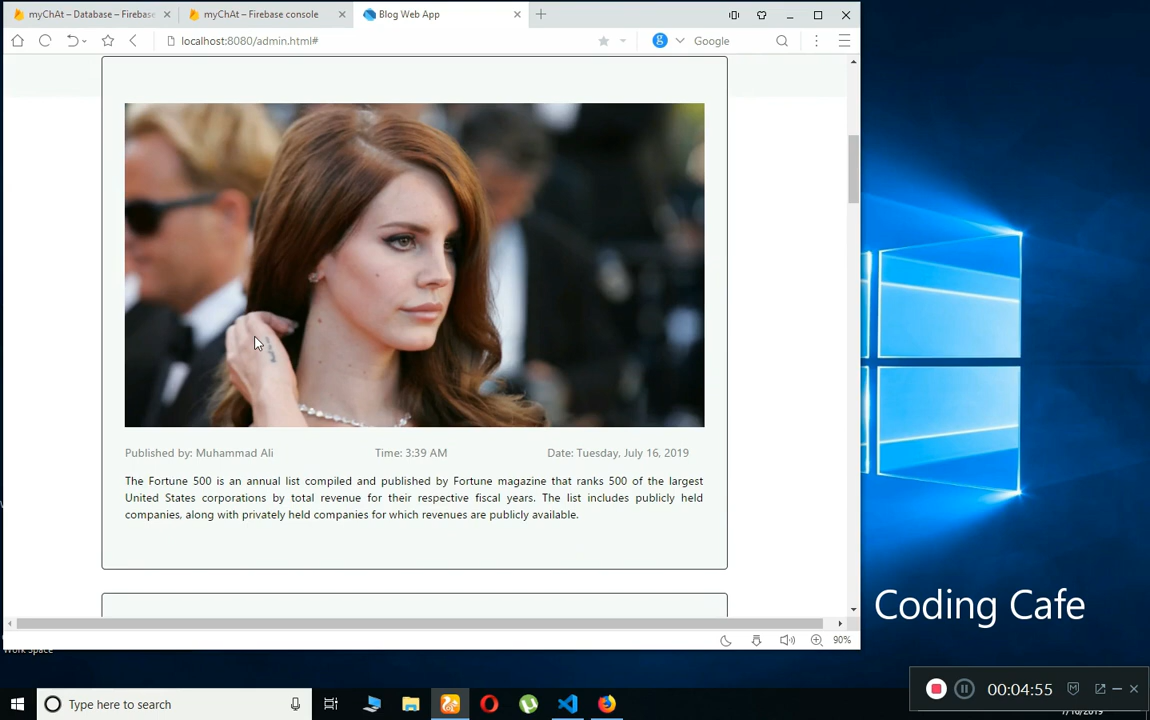 myChAt – Database – Firebase
myChAt – Firebase console
Blog Web App
localhost:8080/admin.html#
Google
Published by: Muhammad Ali
Time: 3:39 AM
Date: Tuesday, July 16, 2019
The Fortune 500 is an annual list compiled and published by Fortune magazine that ranks 500 of the largest
United States corporations by total revenue for their respective fiscal years. The list includes publicly held
companies, along with privately held companies for which revenues are publicly available.
Coding Cafe
90%
Work Space
Type here to search
00:04:55